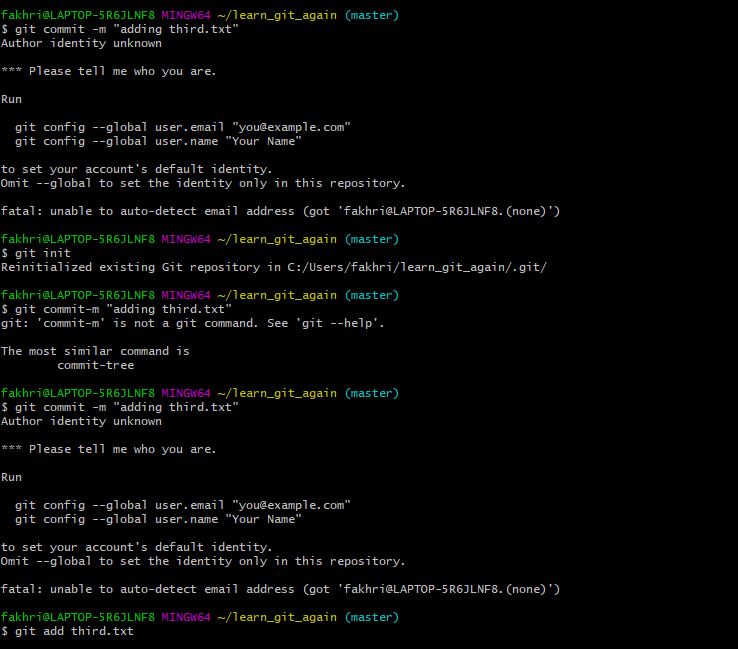 fakhri@LAPTOP-5R6JLNF8 MINGW64 ~/learn_git_again (master)
$ git commit -m "adding third.txt"
Author identity unknown
*** Please tell me who you are.
Run
  git config --global user.email "you@example.com"
  git config --global user.name "Your Name"
to set your account's default identity.
Omit --global to set the identity only in this repository.
fatal: unable to auto-detect email address (got 'fakhri@LAPTOP-5R6JLNF8.(none)')
fakhri@LAPTOP-5R6JLNF8 MINGW64 ~/learn_git_again (master)
$ git init
Reinitialized existing Git repository in C:/Users/fakhri/learn_git_again/.git/
fakhri@LAPTOP-5R6JLNF8 MINGW64 ~/learn_git_again (master)
$ git commit-m "adding third.txt"
git: 'commit-m' is not a git command. See 'git --help'.
The most similar command is
        commit-tree
fakhri@LAPTOP-5R6JLNF8 MINGW64 ~/learn_git_again (master)
$ git commit -m "adding third.txt"
Author identity unknown
*** Please tell me who you are.
Run
  git config --global user.email "you@example.com"
  git config --global user.name "Your Name"
to set your account's default identity.
Omit --global to set the identity only in this repository.
fatal: unable to auto-detect email address (got 'fakhri@LAPTOP-5R6JLNF8.(none)')
fakhri@LAPTOP-5R6JLNF8 MINGW64 ~/learn_git_again (master)
$ git add third.txt